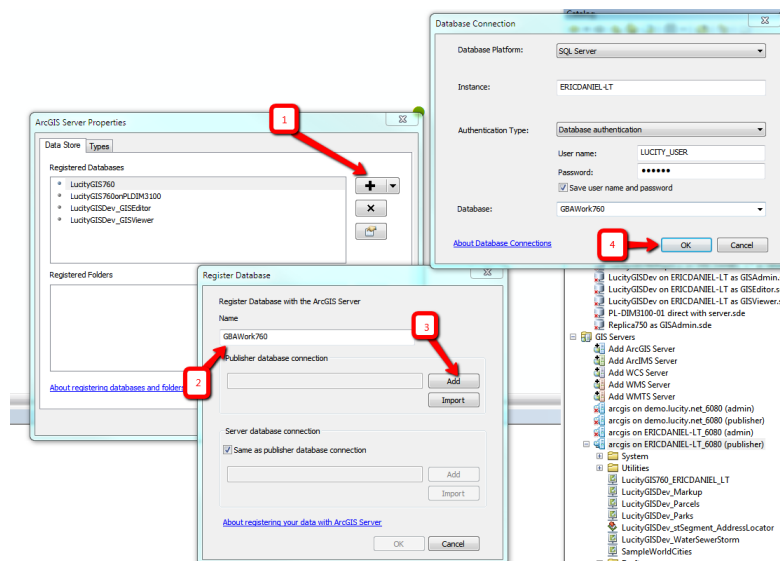 ArcGIS Server Properties
Data Store
Types
Registered Databases
LucityGIS760
LucityGIS760onPLDIM3100
LucityGISDev_GISEditor
LucityGISDev_GISViewer
Registered Folders
About registering databases and folders
1
Register Database
Register Database with the ArcGIS Server
Name
GBAWork760
Publisher database connection
Add
Import
Server database connection
Same as publisher database connection
Add
Import
About registering your data with ArcGIS Server
OK
Cancel
2
3
Database Connection
Database Platform:
SQL Server
Instance:
ERICDANIEL-LT
Authentication Type:
Database authentication
User name:
LUCITY_USER
Password:
••••••
Save user name and password
Database:
GBAWork760
About Database Connections
4
OK
Cancel
LucityGISDev on ERICDANIEL-LT as GISAdmin.
LucityGISDev on ERICDANIEL-LT as GISEditor.s
LucityGISDev on ERICDANIEL-LT as GISViewer.s
PL-DIM3100-01 direct with server.sde
Replica750 as GISAdmin.sde
GIS Servers
Add ArcGIS Server
Add ArcIMS Server
Add WCS Server
Add WMS Server
Add WMTS Server
arcgis on demo.lucity.net_6080 (admin)
arcgis on demo.lucity.net_6080 (publisher)
arcgis on ERICDANIEL-LT_6080 (admin)
arcgis on ERICDANIEL-LT_6080 (publisher)
System
Utilities
LucityGIS760_ERICDANIEL_LT
LucityGISDev_Markup
LucityGISDev_Parcels
LucityGISDev_Parks
LucityGISDev_stSegment_AddressLocator
LucityGISDev_WaterSewerStorm
SampleWorldCities